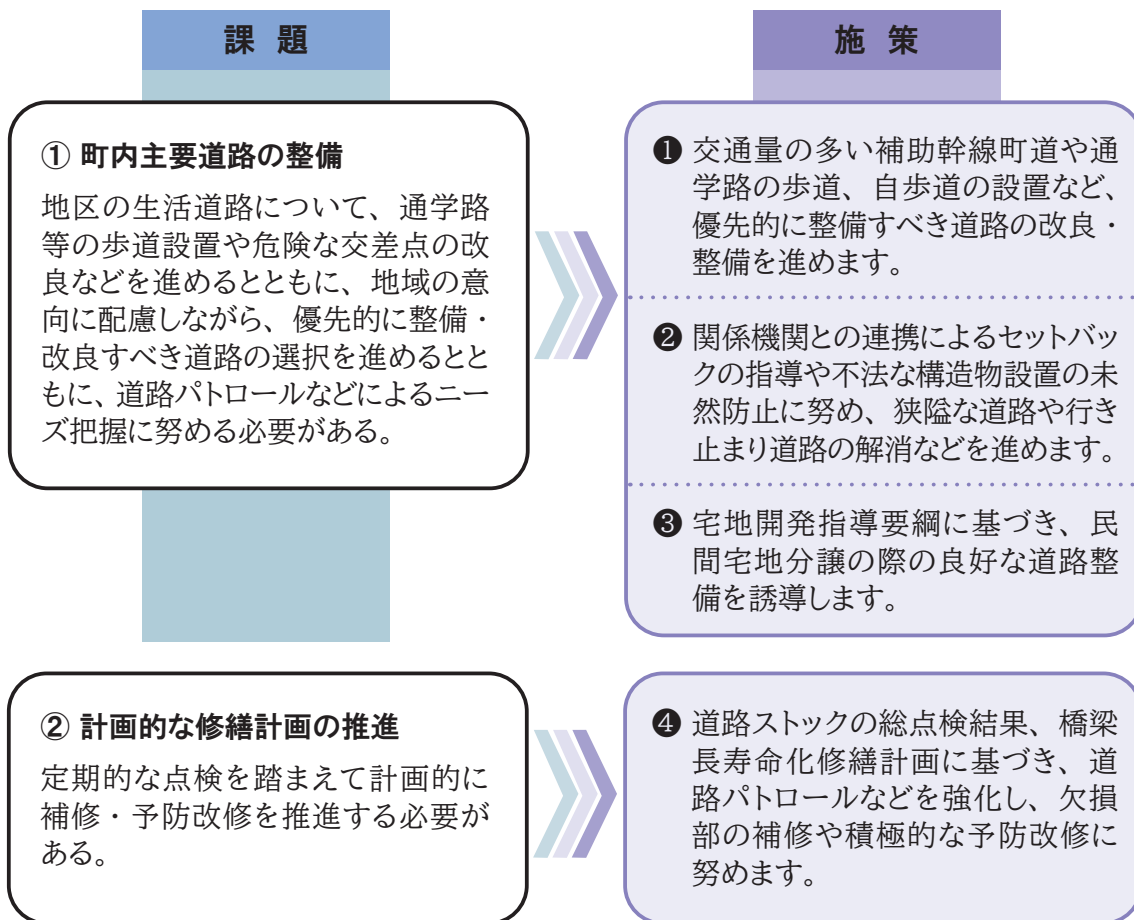 課題
① 町内主要道路の整備
地区の生活道路について、通学路
等の歩道設置や危険な交差点の改
良などを進めるとともに、地域の意
向に配慮しながら、優先的に整備・
改良すべき道路の選択を進めるとと
もに、道路パトロールなどによるニー
ズ把握に努める必要がある。
施策
❶ 交通量の多い補助幹線町道や通
学路の歩道、自歩道の設置など、
優先的に整備すべき道路の改良・
整備を進めます。
❷ 関係機関との連携によるセットバッ
クの指導や不法な構造物設置の未
然防止に努め、狭隘な道路や行き
止まり道路の解消などを進めます。
❸ 宅地開発指導要綱に基づき、民
間宅地分譲の際の良好な道路整
備を誘導します。
② 計画的な修繕計画の推進
定期的な点検を踏まえて計画的に
補修・予防改修を推進する必要が
ある。
❹ 道路ストックの総点検結果、橋梁
長寿命化修繕計画に基づき、道
路パトロールなどを強化し、欠損
部の補修や積極的な予防改修に
努めます。